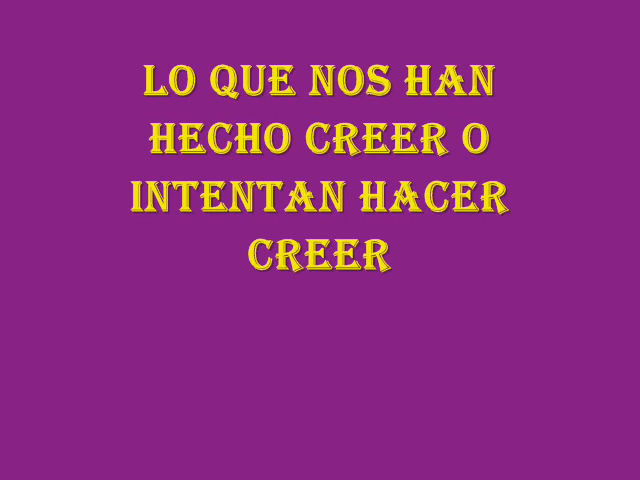 LO QUE NOS HAN
HECHO CREER O
INTENTAN HACER
CREER